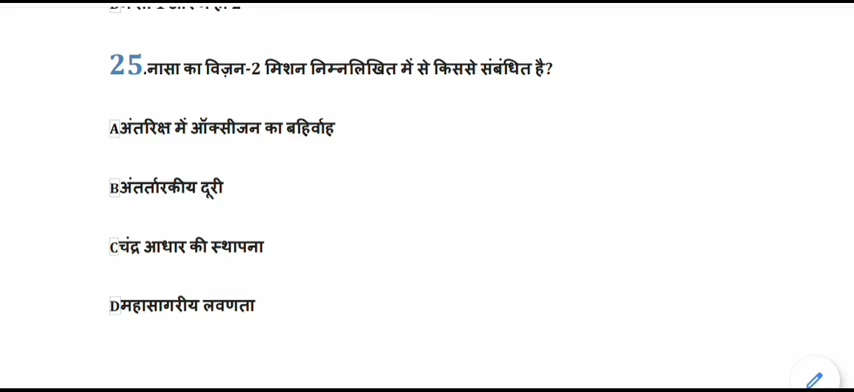 25.नासा का विज़न-2 मिशन निम्नलिखित में से किससे संबंधित है?
Aअंतरिक्ष में ऑक्सीजन का बहिर्वाह
Bअंतर्तारकीय दूरी
Cचंद्र आधार की स्थापना
Dमहासागरीय लवणता